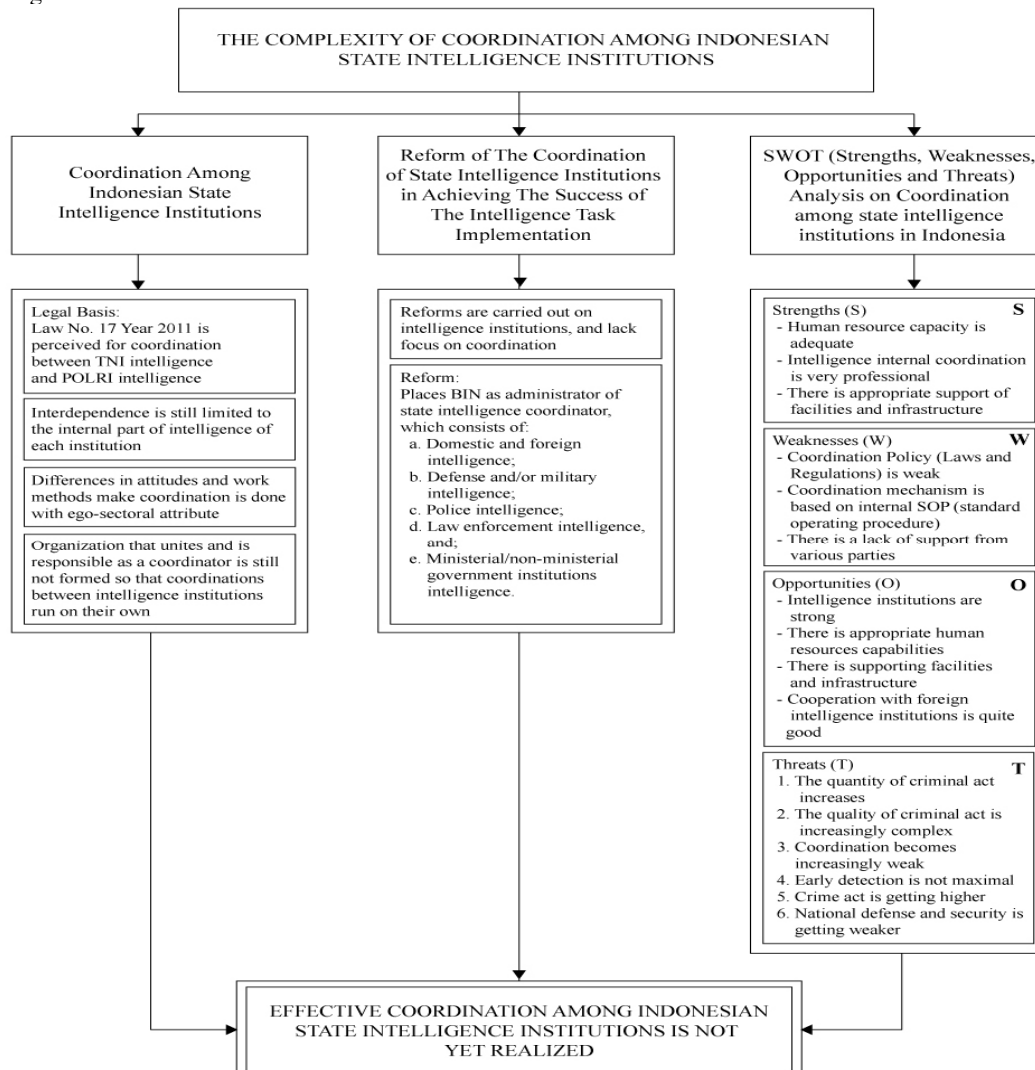 THE COMPLEXITY OF COORDINATION AMONG INDONESIAN
STATE INTELLIGENCE INSTITUTIONS
Coordination Among
Indonesian State
Intelligence Institutions
Reform of The Coordination
of State Intelligence Institutions
in Achieving The Success of
The Intelligence Task
Implementation
SWOT (Strengths, Weaknesses,
Opportunities and Threats)
Analysis on Coordination
among state intelligence
institutions in Indonesia
Legal Basis:
Law No. 17 Year 2011 is
perceived for coordination
between TNI intelligence
and POLRI intelligence
Interdependence is still limited to
the internal part of intelligence of
each institution
Differences in attitudes and work
methods make coordination is done
with ego-sectoral attribute
Organization that unites and is
responsible as a coordinator is still
not formed so that coordinations
between intelligence institutions
run on their own
Reforms are carried out on
intelligence institutions, and lack
focus on coordination
Reform:
Places BIN as administrator of
state intelligence coordinator,
which consists of:
a. Domestic and foreign
intelligence;
b. Defense and/or military
intelligence;
c. Police intelligence;
d. Law enforcement intelligence,
and;
e. Ministerial/non-ministerial
government institutions
intelligence.
Strengths (S) S
- Human resource capacity is
adequate
- Intelligence internal coordination
is very professional
- There is appropriate support of
facilities and infrastructure
Weaknesses (W) W
- Coordination Policy (Laws and
Regulations) is weak
- Coordination mechanism is
based on internal SOP (standard
operating procedure)
- There is a lack of support from
various parties
Opportunities (O) O
- Intelligence institutions are
strong
- There is appropriate human
resources capabilities
- There is supporting facilities
and infrastructure
- Cooperation with foreign
intelligence institutions is quite
good
Threats (T) T
1. The quantity of criminal act
increases
2. The quality of criminal act is
increasingly complex
3. Coordination becomes
increasingly weak
4. Early detection is not maximal
5. Crime act is getting higher
6. National defense and security is
getting weaker
EFFECTIVE COORDINATION AMONG INDONESIAN
STATE INTELLIGENCE INSTITUTIONS IS NOT
YET REALIZED